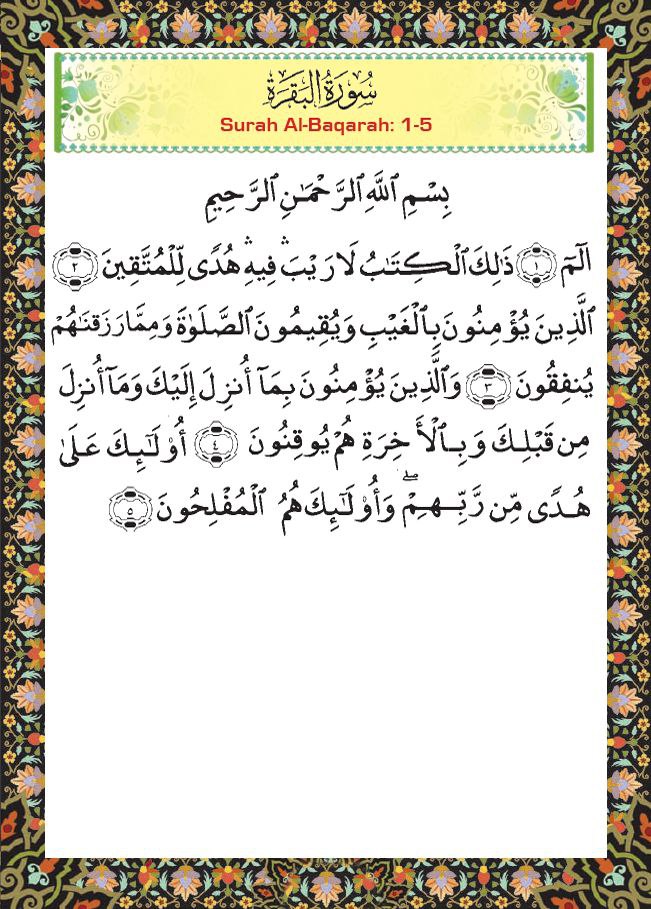 سُورَةُ البَقَرَةِ
Surah Al-Baqarah: 1-5
بِسْمِ ٱللَّهِ ٱلرَّحْمَـٰنِ ٱلرَّحِيمِ
الٓمٓ ١ ذَٰلِكَ ٱلْكِتَـٰبُ لَا رَيْبَ ۛ فِيهِ ۛ هُدًى لِّلْمُتَّقِينَ ٢
ٱلَّذِينَ يُؤْمِنُونَ بِٱلْغَيْبِ وَيُقِيمُونَ ٱلصَّلَوٰةَ وَمِمَّا رَزَقْنَـٰهُمْ
يُنفِقُونَ ٣ وَٱلَّذِينَ يُؤْمِنُونَ بِمَآ أُنزِلَ إِلَيْكَ وَمَآ أُنزِلَ
مِن قَبْلِكَ وَبِٱلْأَخِرَةِ هُمْ يُوقِنُونَ ٤ أُو۟لَـٰٓئِكَ عَلَىٰ
هُدًى مِّن رَّبِّهِمْ ۖ وَأُو۟لَـٰٓئِكَ هُمُ ٱلْمُفْلِحُونَ ٥